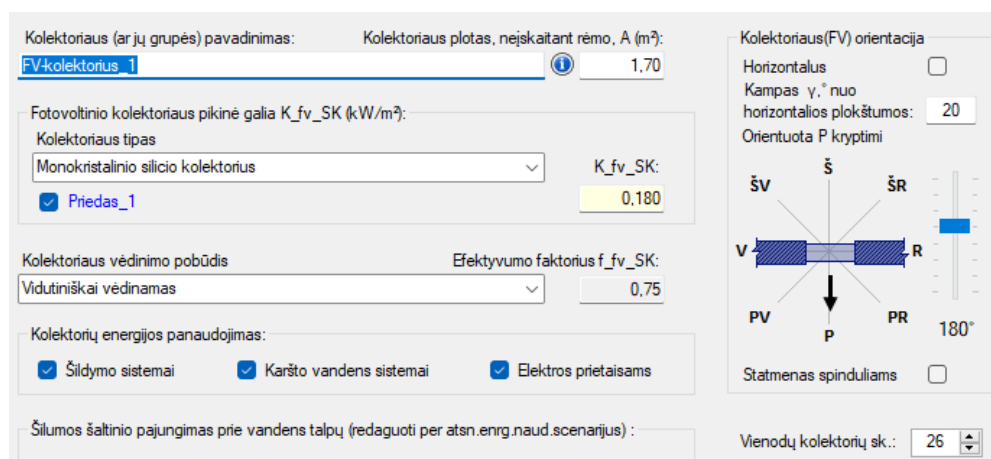 Kolektoriaus (ar jų grupės) pavadinimas: Kolektoriaus plotas, neįskaitant rėmo, A (m²):
FV-kolektorius_1 1,70
Fotovoltinio kolektoriaus pikinė galia K_fv_SK (kW/m²):
Kolektoriaus tipas
Monokristalinio silicio kolektorius K_fv_SK:
Priedas_1 0,180
Kolektoriaus vėdinimo pobūdis Efektyvumo faktorius f_fv_SK:
Vidutiniškai vėdinamas 0,75
Kolektorių energijos panaudojimas:
Šildymo sistemai Karšto vandens sistemai Elektros prietaisams
Šilumos šaltinio pajungimas prie vandens talpų (redaguoti per atsn.enrg.naud.scenarijus) :
Kolektoriaus(FV) orientacija
Horizontalus
Kampas γ,° nuo
horizontalios plokštumos: 20
Orientuota P kryptimi
Š
ŠV ŠR
V R
PV PR
P 180°
Statmenas spinduliams
Vienodų kolektorių sk.: 26